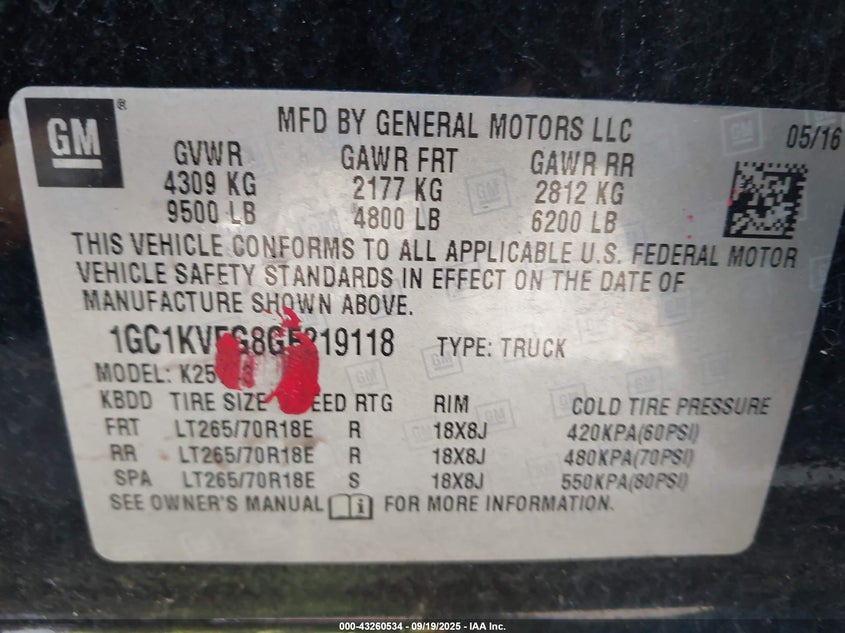 GM ®
MFD BY GENERAL MOTORS LLC
05/16
GVWR GAWR FRT GAWR RR
4309 KG 2177 KG 2812 KG
9500 LB 4800 LB 6200 LB
THIS VEHICLE CONFORMS TO ALL APPLICABLE U.S. FEDERAL MOTOR
VEHICLE SAFETY STANDARDS IN EFFECT ON THE DATE OF
MANUFACTURE SHOWN ABOVE.
TYPE: TRUCK
MODEL:
KBDD TIRE SIZE RTG RIM COLD TIRE PRESSURE
FRT LT265/70R18E R 18X8J 420KPA(60PSI)
RR LT265/70R18E R 18X8J 480KPA(70PSI)
SPA LT265/70R18E S 18X8J 550KPA(80PSI)
SEE OWNER'S MANUAL i FOR MORE INFORMATION.
000-43260534 - 09/19/2025 - IAA Inc.